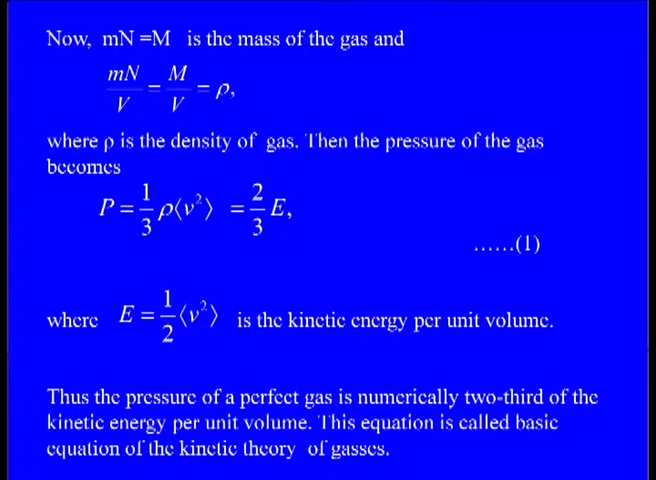 Now, mN =M is the mass of the gas and
mN/V = M/V = ρ,
where ρ is the density of gas. Then the pressure of the gas
becomes
P = 1/3 ρ⟨v²⟩ = 2/3 E,
......(1)
where E = 1/2 ⟨v²⟩ is the kinetic energy per unit volume.
Thus the pressure of a perfect gas is numerically two-third of the
kinetic energy per unit volume. This equation is called basic
equation of the kinetic theory of gasses.